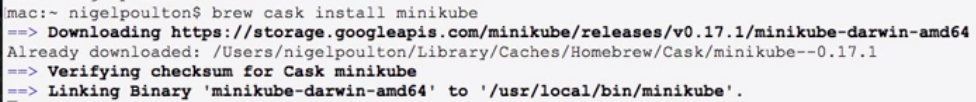 mac:~ nigelpoulton$ brew cask install minikube
==> Downloading https://storage.googleapis.com/minikube/releases/v0.17.1/minikube-darwin-amd64
Already downloaded: /Users/nigelpoulton/Library/Caches/Homebrew/Cask/minikube--0.17.1
==> Verifying checksum for Cask minikube
==> Linking Binary 'minikube-darwin-amd64' to '/usr/local/bin/minikube'.